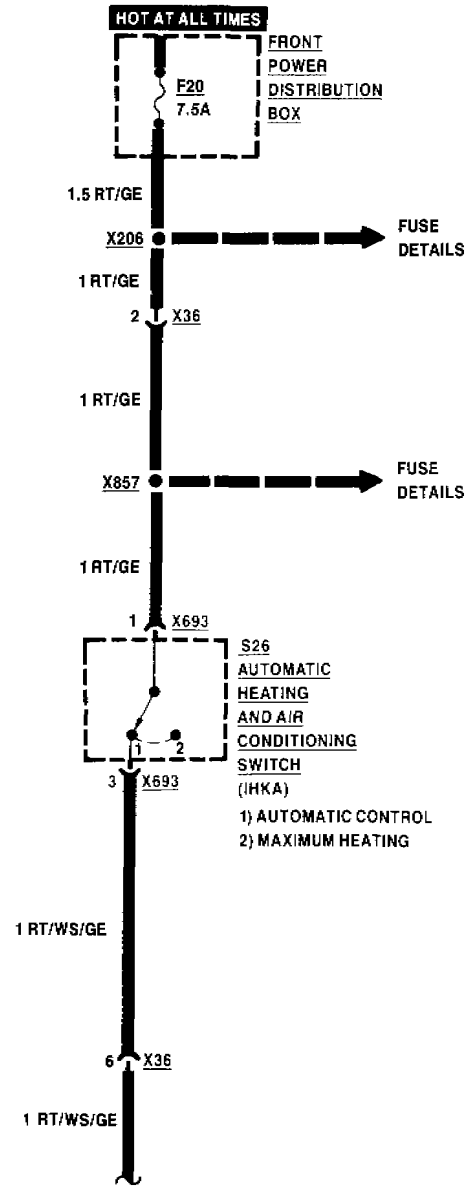 HOT AT ALL TIMES
FRONT
POWER
DISTRIBUTION
BOX
F20
7.5A
1.5 RT/GE
X206
FUSE
DETAILS
1 RT/GE
2 X36
1 RT/GE
X857
FUSE
DETAILS
1 RT/GE
1 X693
S26
AUTOMATIC
HEATING
AND AIR
CONDITIONING
SWITCH
(IHKA)
1) AUTOMATIC CONTROL
2) MAXIMUM HEATING
1 2
3 X693
1 RT/WS/GE
6 X36
1 RT/WS/GE